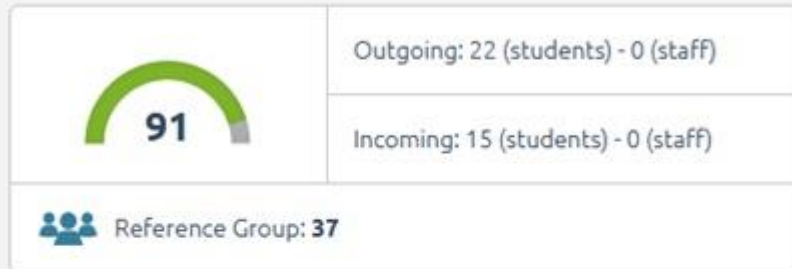 91
Outgoing: 22 (students) - 0 (staff)
Incoming: 15 (students) - 0 (staff)
Reference Group: 37